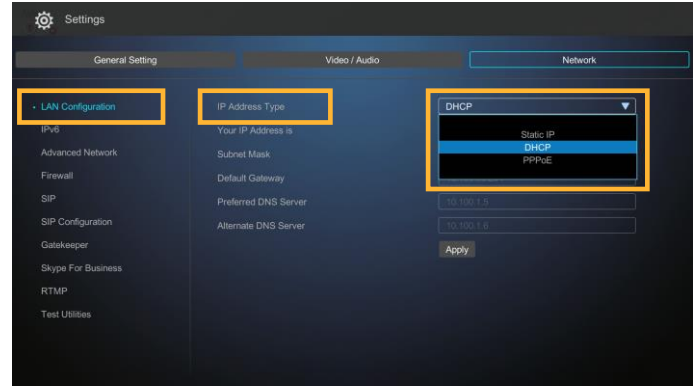 Settings
General Setting
Video / Audio
Network
LAN Configuration
IP Address Type
DHCP
IPv6
Your IP Address is
Static IP
DHCP
PPPoE
Advanced Network
Subnet Mask
Firewall
Default Gateway
SIP
Preferred DNS Server
10.100.1.5
SIP Configuration
Alternate DNS Server
10.100.1.6
Gatekeeper
Apply
Skype For Business
RTMP
Test Utilities